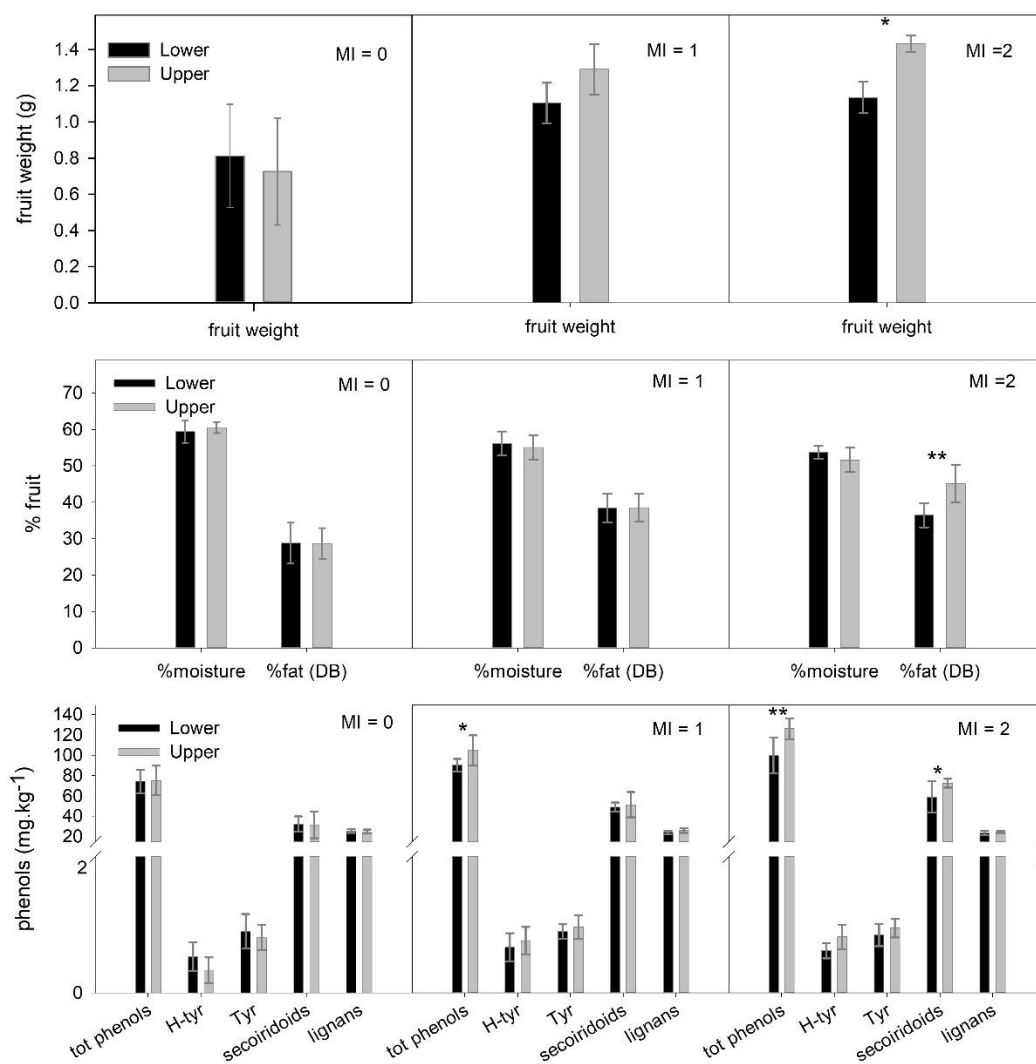 Lower
Upper
MI = 0
MI = 1
MI =2
*
fruit weight (g)
1.4
1.2
1.0
0.8
0.6
0.4
0.2
0.0
fruit weight
fruit weight
fruit weight
Lower
Upper
MI = 0
MI = 1
MI =2
**
% fruit
70
60
50
40
30
20
10
0
%moisture
%fat (DB)
%moisture
%fat (DB)
%moisture
%fat (DB)
Lower
Upper
MI = 0
*
MI = 1
**
*
MI = 2
phenols (mg.kg-1)
140
120
100
80
60
40
20
2
0
tot phenols
H-tyr
Tyr
secoiridoids
lignans
tot phenols
H-tyr
Tyr
secoiridoids
lignans
tot phenols
H-tyr
Tyr
secoiridoids
lignans